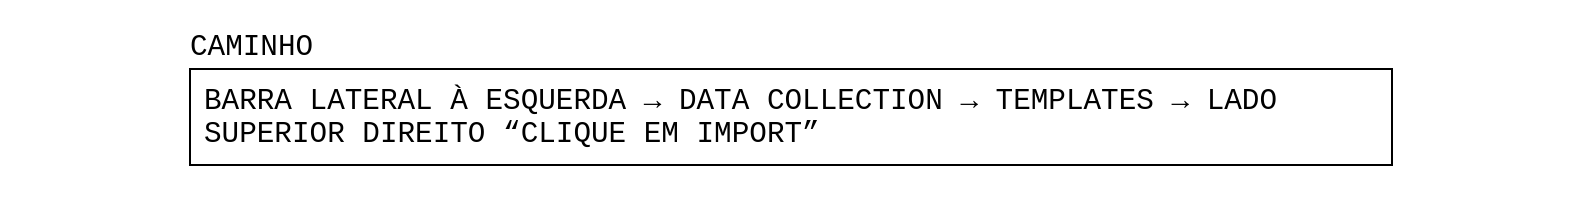 CAMINHO
BARRA LATERAL À ESQUERDA → DATA COLLECTION → TEMPLATES → LADO
SUPERIOR DIREITO “CLIQUE EM IMPORT”